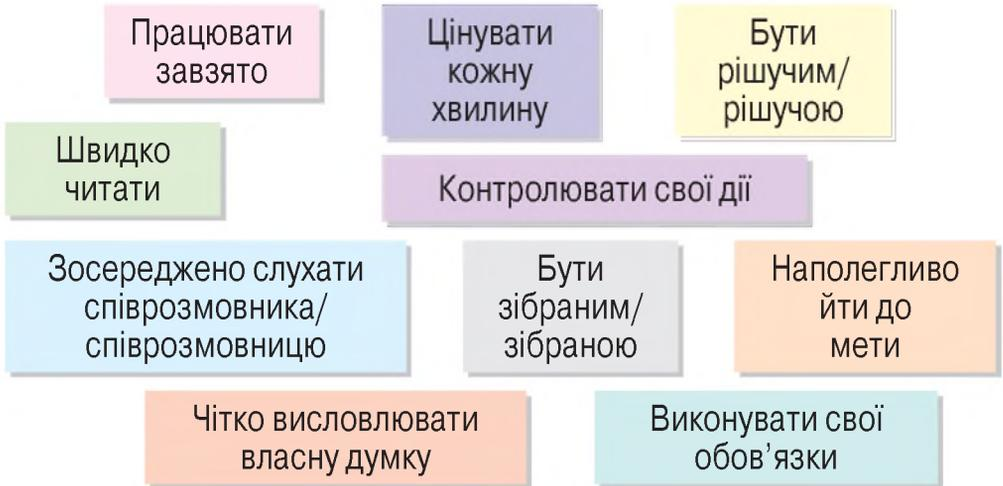 Працювати
завзято
Цінувати
кожну
хвилину
Бути
рішучим/
рішучою
Швидко
читати
Контролювати свої дії
Зосереджено слухати
співрозмовника/
співрозмовницю
Бути
зібраним/
зібраною
Наполегливо
йти до
мети
Чітко висловлювати
власну думку
Виконувати свої
обов’язки